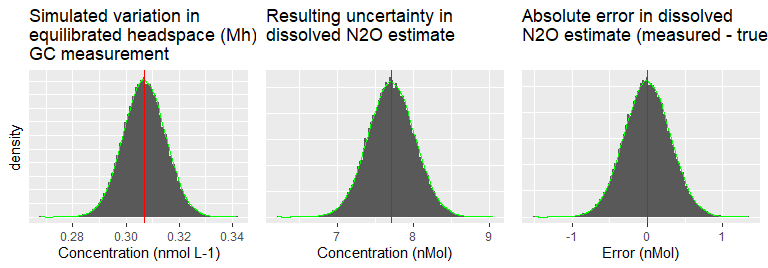 Simulated variation in
equilibrated headspace (Mh)
GC measurement
Resulting uncertainty in
dissolved N2O estimate
Absolute error in dissolved
N2O estimate (measured - true
density
0.28 0.30 0.32 0.34
Concentration (nmol L-1)
7 8 9
Concentration (nMol)
-1 0 1
Error (nMol)